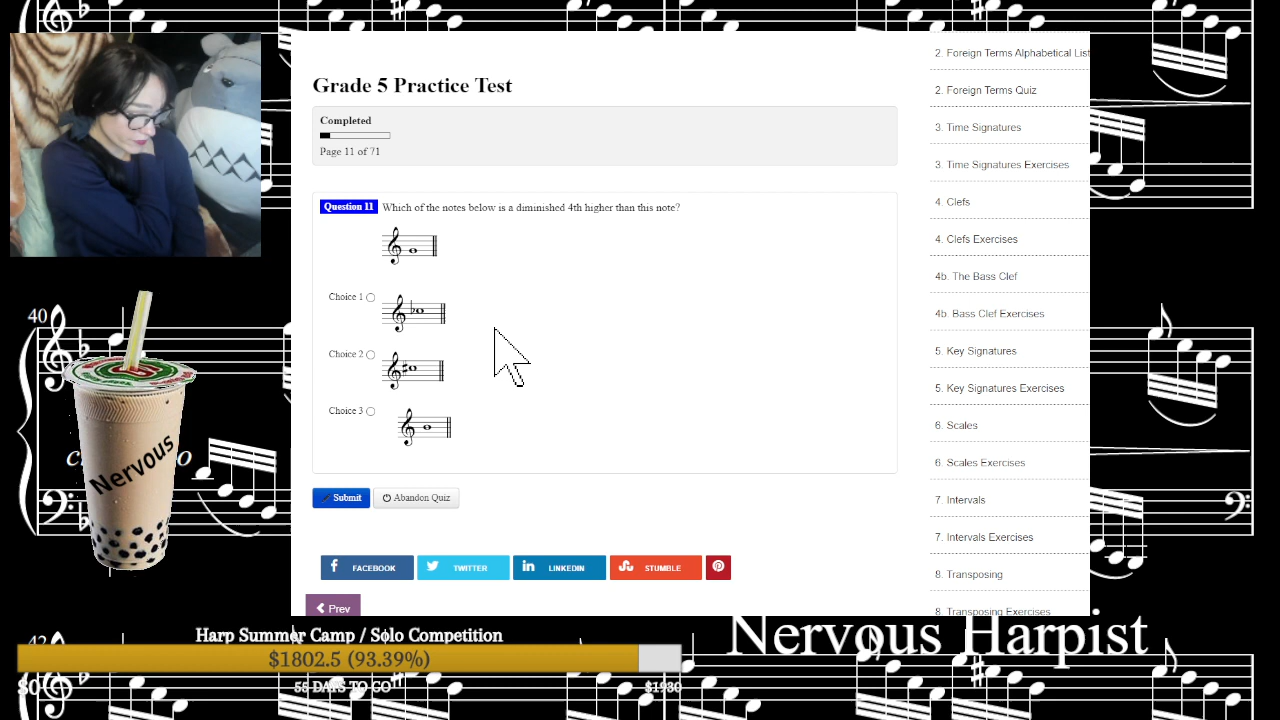 2. Foreign Terms Alphabetical List
Grade 5 Practice Test
2. Foreign Terms Quiz
Completed
3. Time Signatures
Page 11 of 71
3. Time Signatures Exercises
4. Clefs
Question 11 Which of the notes below is a diminished 4th higher than this note?
4. Clefs Exercises
4b. The Bass Clef
Choice 1
4b. Bass Clef Exercises
40
Choice 2
5. Key Signatures
5. Key Signatures Exercises
Choice 3
6. Scales
Nervous
6. Scales Exercises
Submit
Abandon Quiz
7. Intervals
7. Intervals Exercises
FACEBOOK
TWITTER
LINKEDIN
STUMBLE
8. Transposing
Prev
8. Transposing Exercises
Harp Summer Camp / Solo Competition
Nervous Harpist
42
$1802.5 (93.39%)
$0
55 DAYS TO GO
$1930